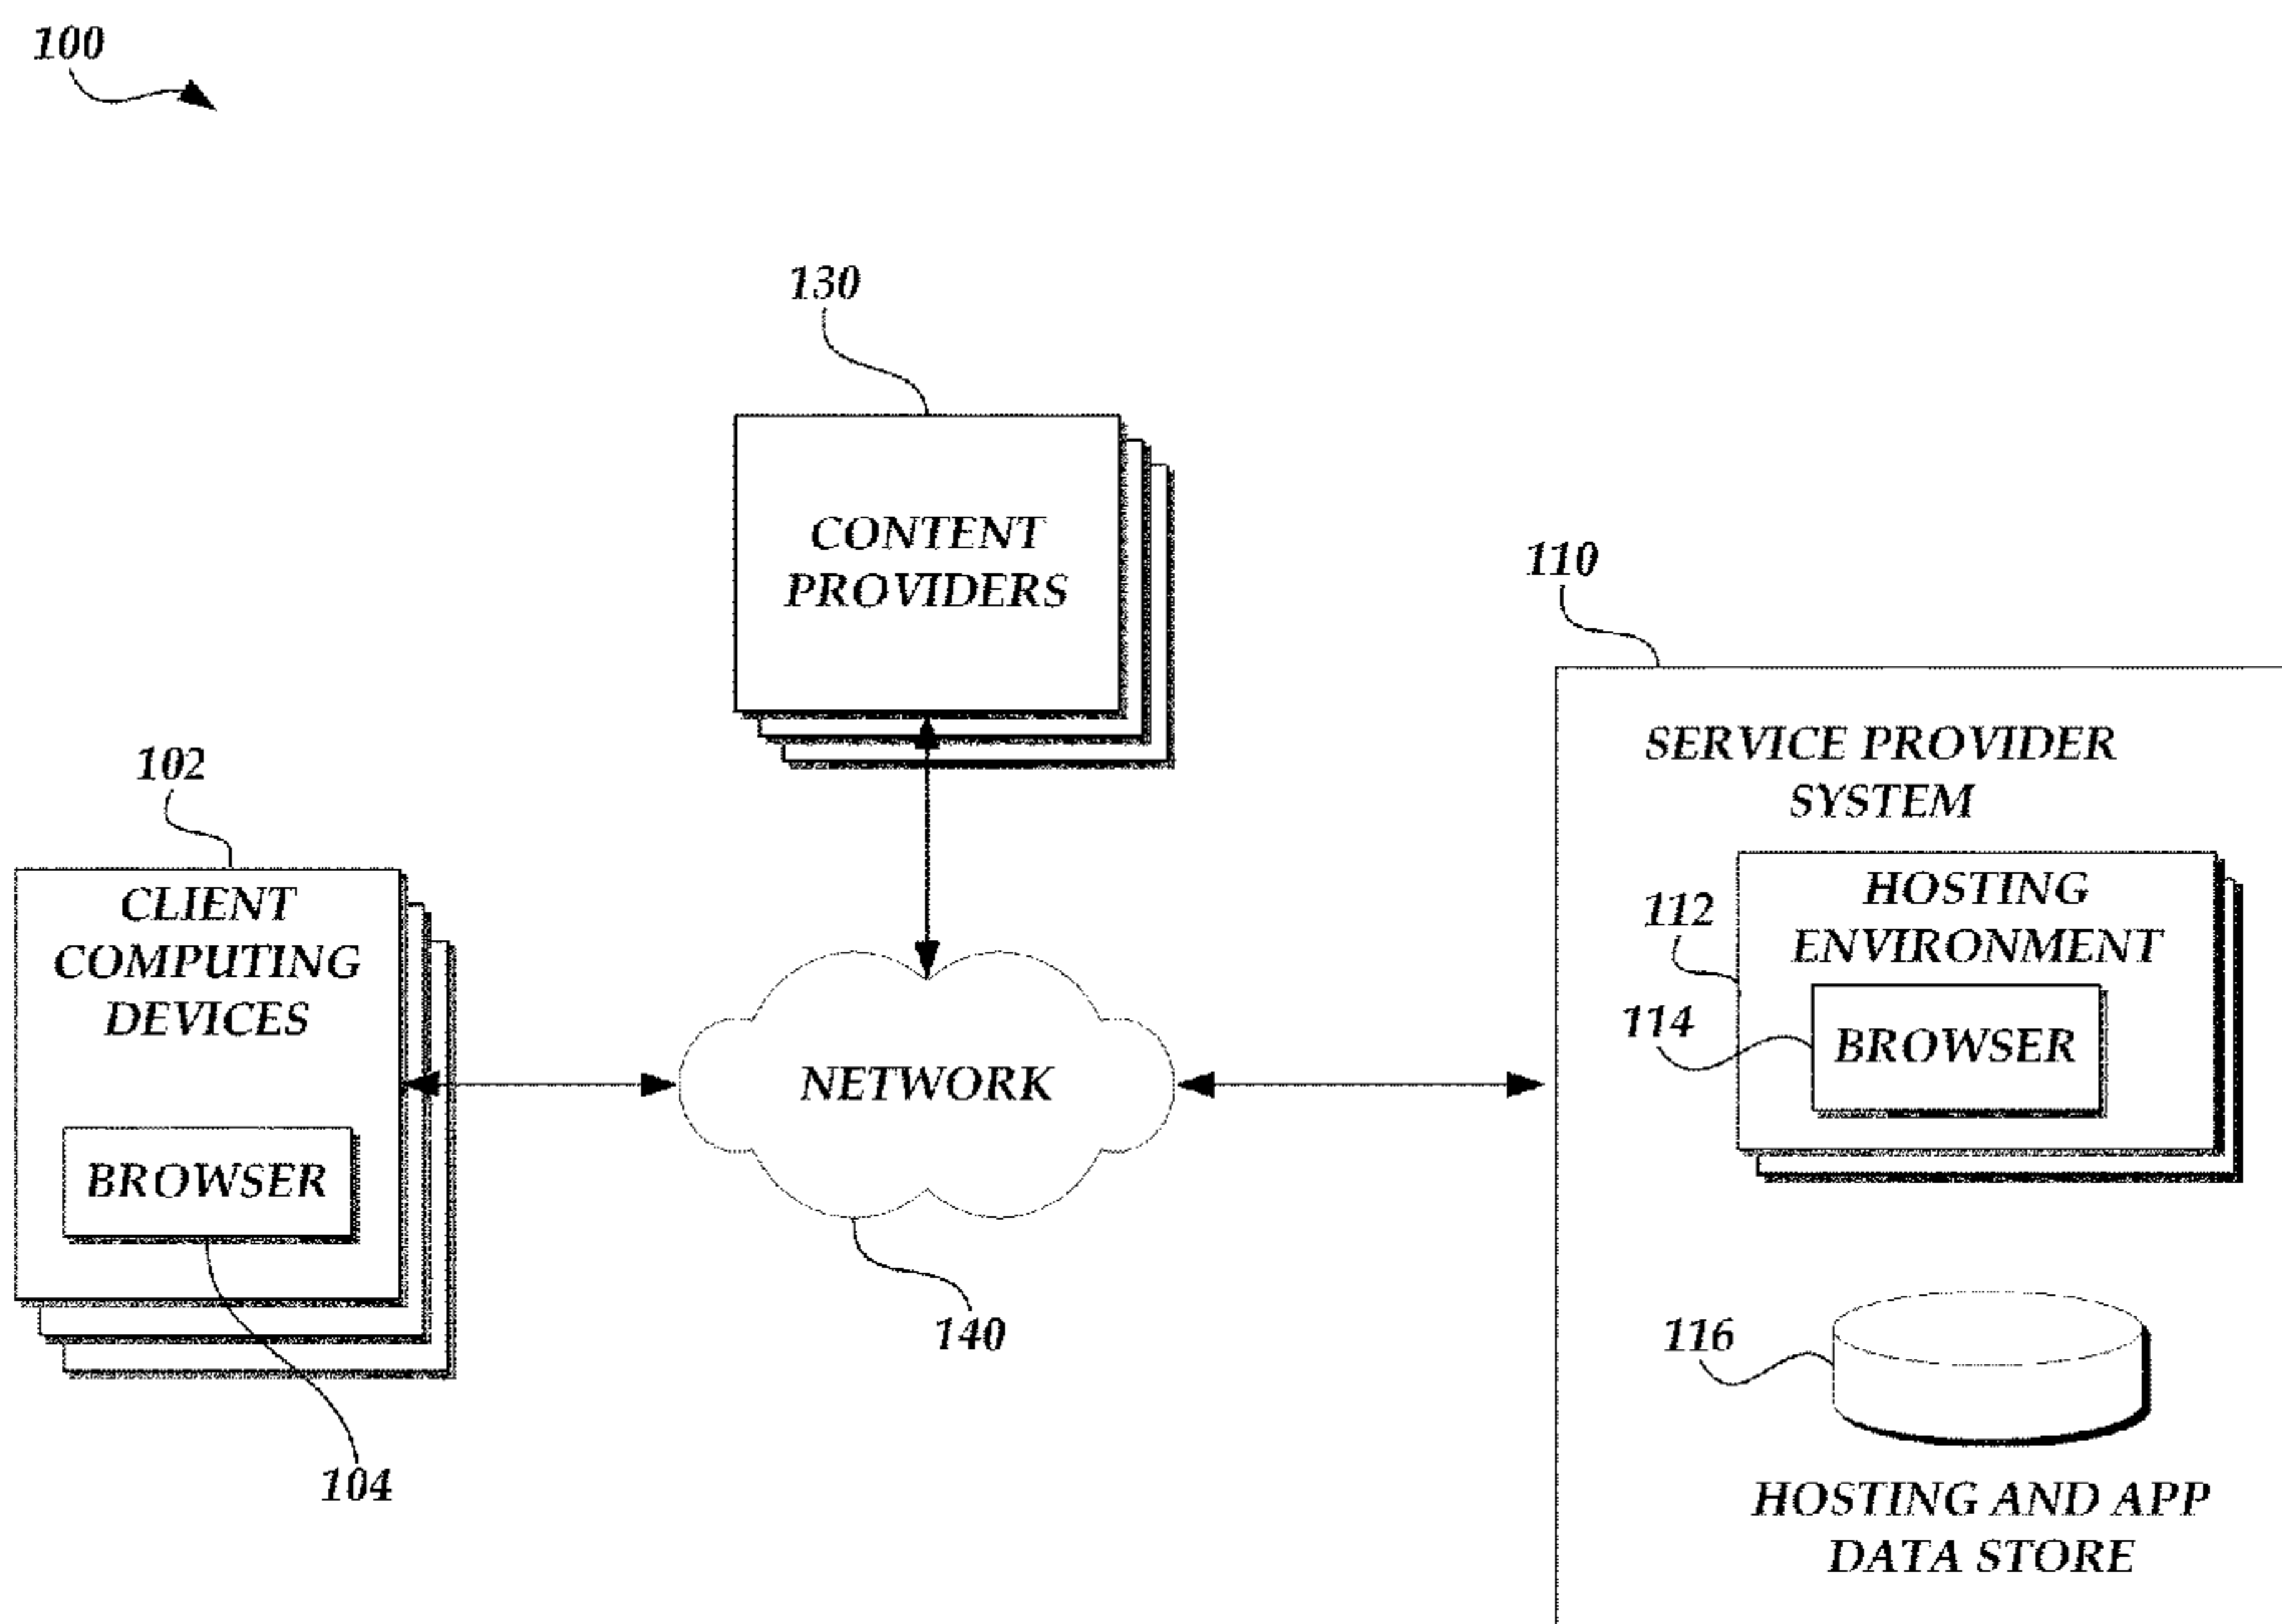 100
130
CONTENT
PROVIDERS
110
SERVICE PROVIDER
SYSTEM
102
CLIENT
COMPUTING
DEVICES
BROWSER
104
NETWORK
140
112
HOSTING
ENVIRONMENT
114
BROWSER
116
HOSTING AND APP
DATA STORE